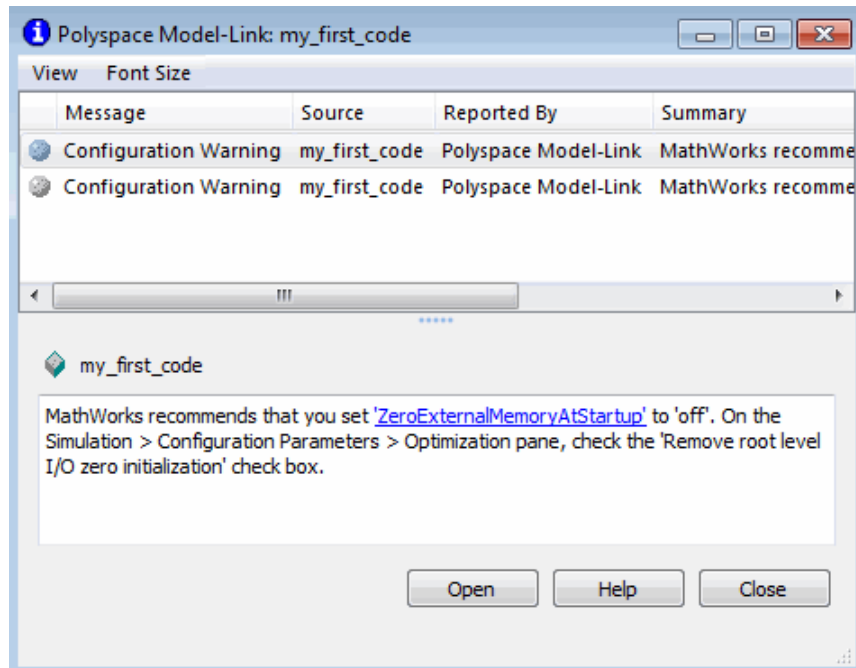 Polyspace Model-Link: my_first_code
View Font Size
Message Source Reported By Summary
Configuration Warning my_first_code Polyspace Model-Link MathWorks recomme
Configuration Warning my_first_code Polyspace Model-Link MathWorks recomme
my_first_code
MathWorks recommends that you set 'ZeroExternalMemoryAtStartup' to 'off'. On the
Simulation > Configuration Parameters > Optimization pane, check the 'Remove root level
I/O zero initialization' check box.
Open Help Close